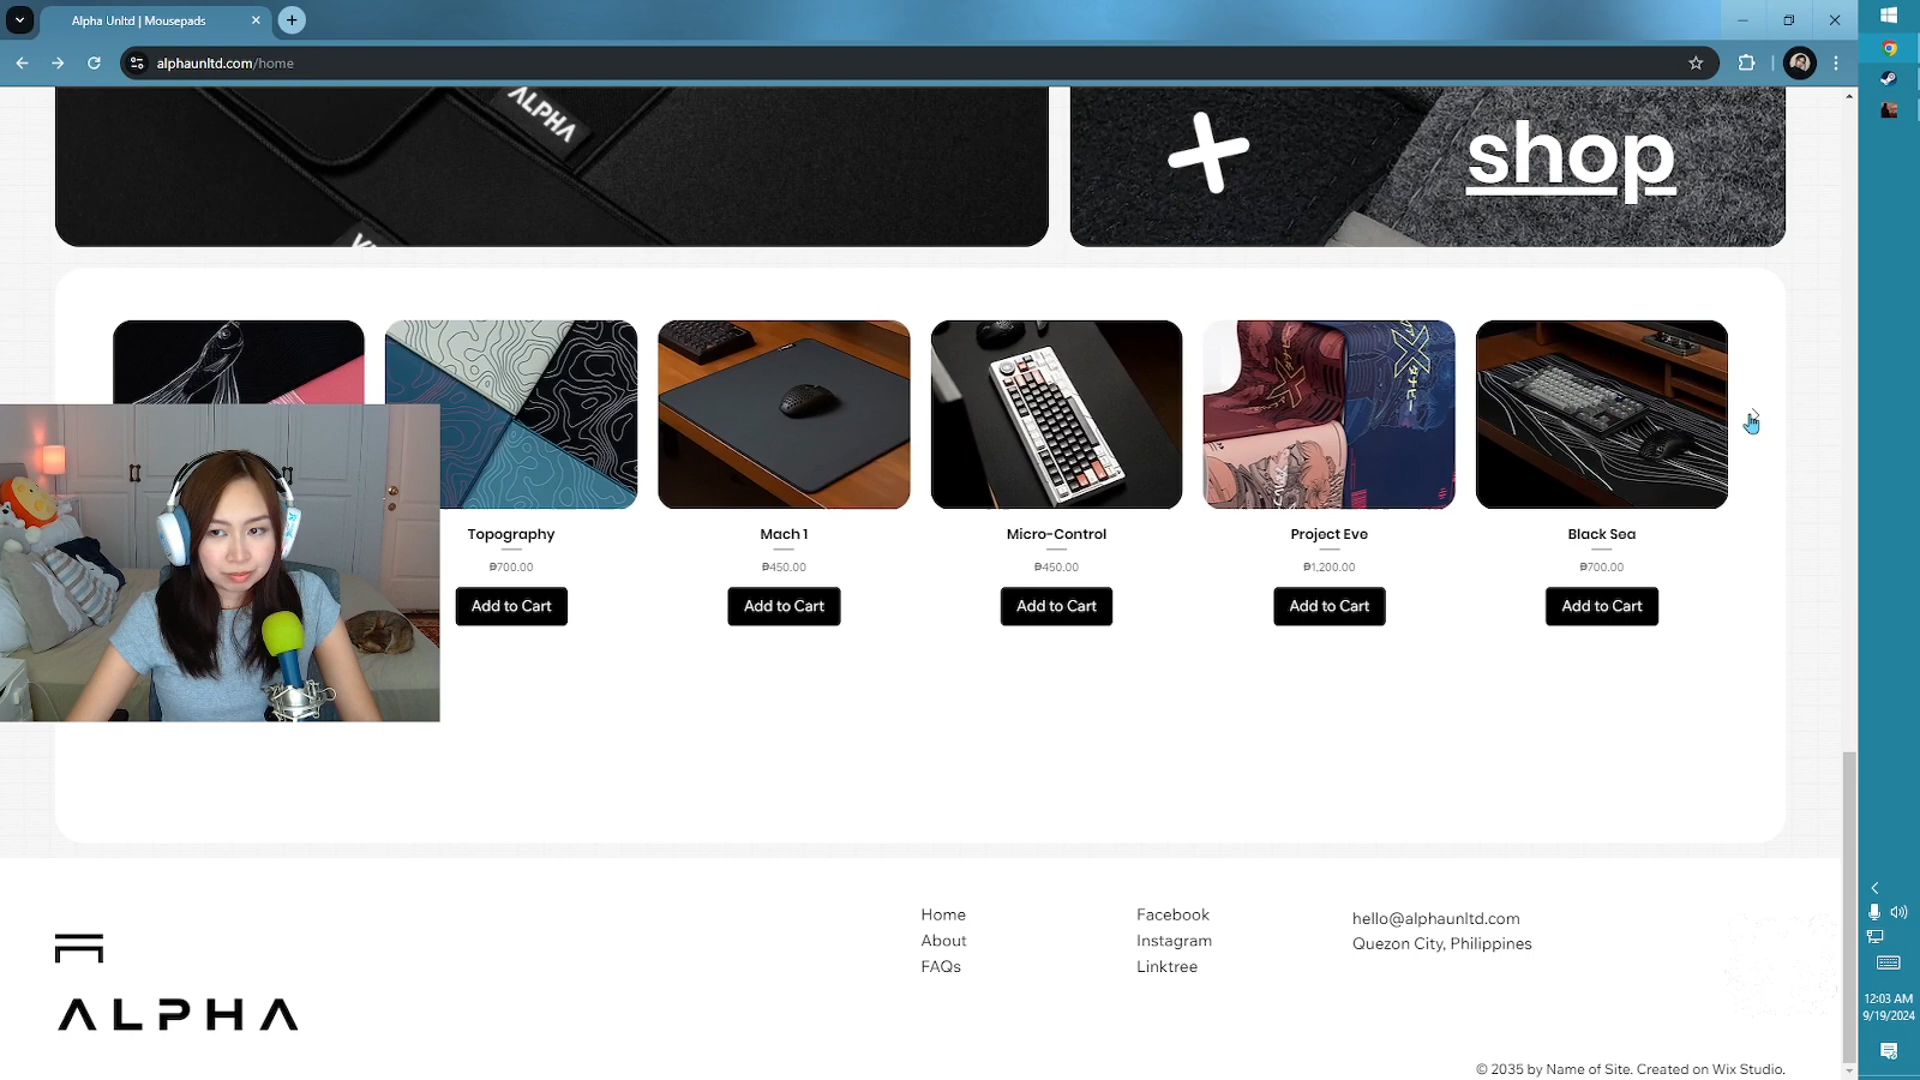 Alpha Unltd | Mousepads
alphaunltd.com/home
ALPHA
shop
Topography
₱700.00
Add to Cart
Mach 1
₱450.00
Add to Cart
Micro-Control
₱450.00
Add to Cart
Project Eve
₱1,200.00
Add to Cart
Black Sea
₱700.00
Add to Cart
Home
About
FAQs
Facebook
Instagram
Linktree
hello@alphaunltd.com
Quezon City, Philippines
ALPHA
© 2035 by Name of Site. Created on Wix Studio.
12:03 AM
9/19/2024